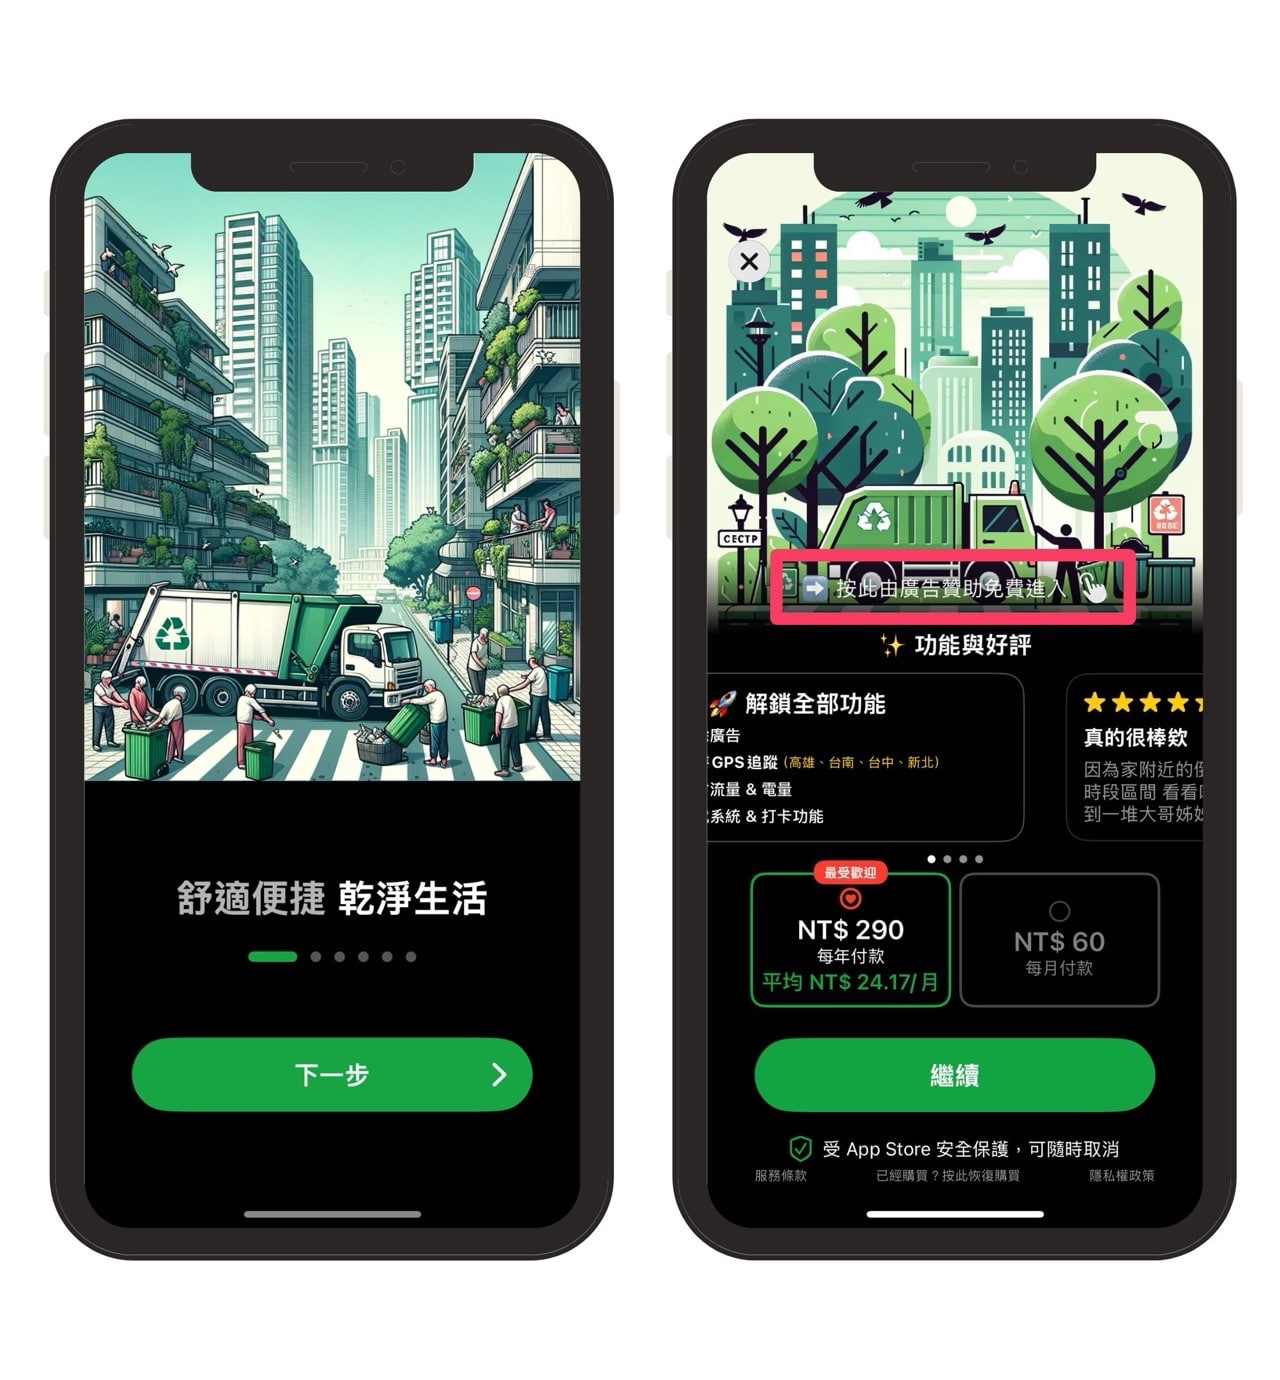 舒適便捷 乾淨生活
下一步
CECTP
按此由廣告贊助免費進入
✨ 功能與好評
🚀 解鎖全部功能
廣告
GPS 追蹤 (高雄、台南、台中、新北)
流量 & 電量
系統 & 打卡功能
真的很棒欸
因為家附近的
時段區間 看看
到一堆大哥姊
最受歡迎
NT$ 290
每年付款
平均 NT$ 24.17/月
NT$ 60
每月付款
繼續
受 App Store 安全保護，可隨時取消
服務條款
已經購買？按此恢復購買
隱私權政策